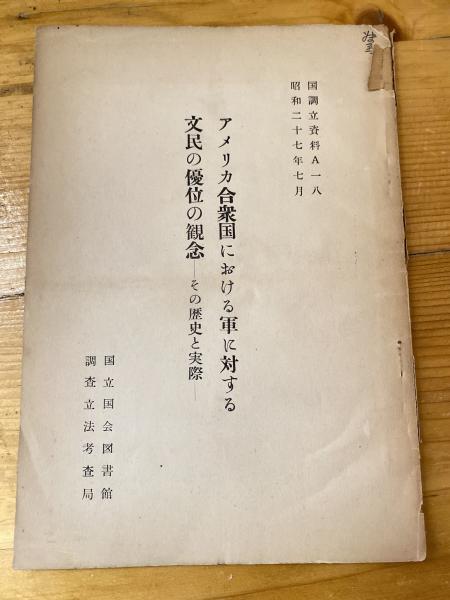 国調立資料A一八
昭和二十七年七月
アメリカ合衆国における軍に対する
文民の優位の観念―その歴史と実際―
国立国会図書館
調査立法考査局